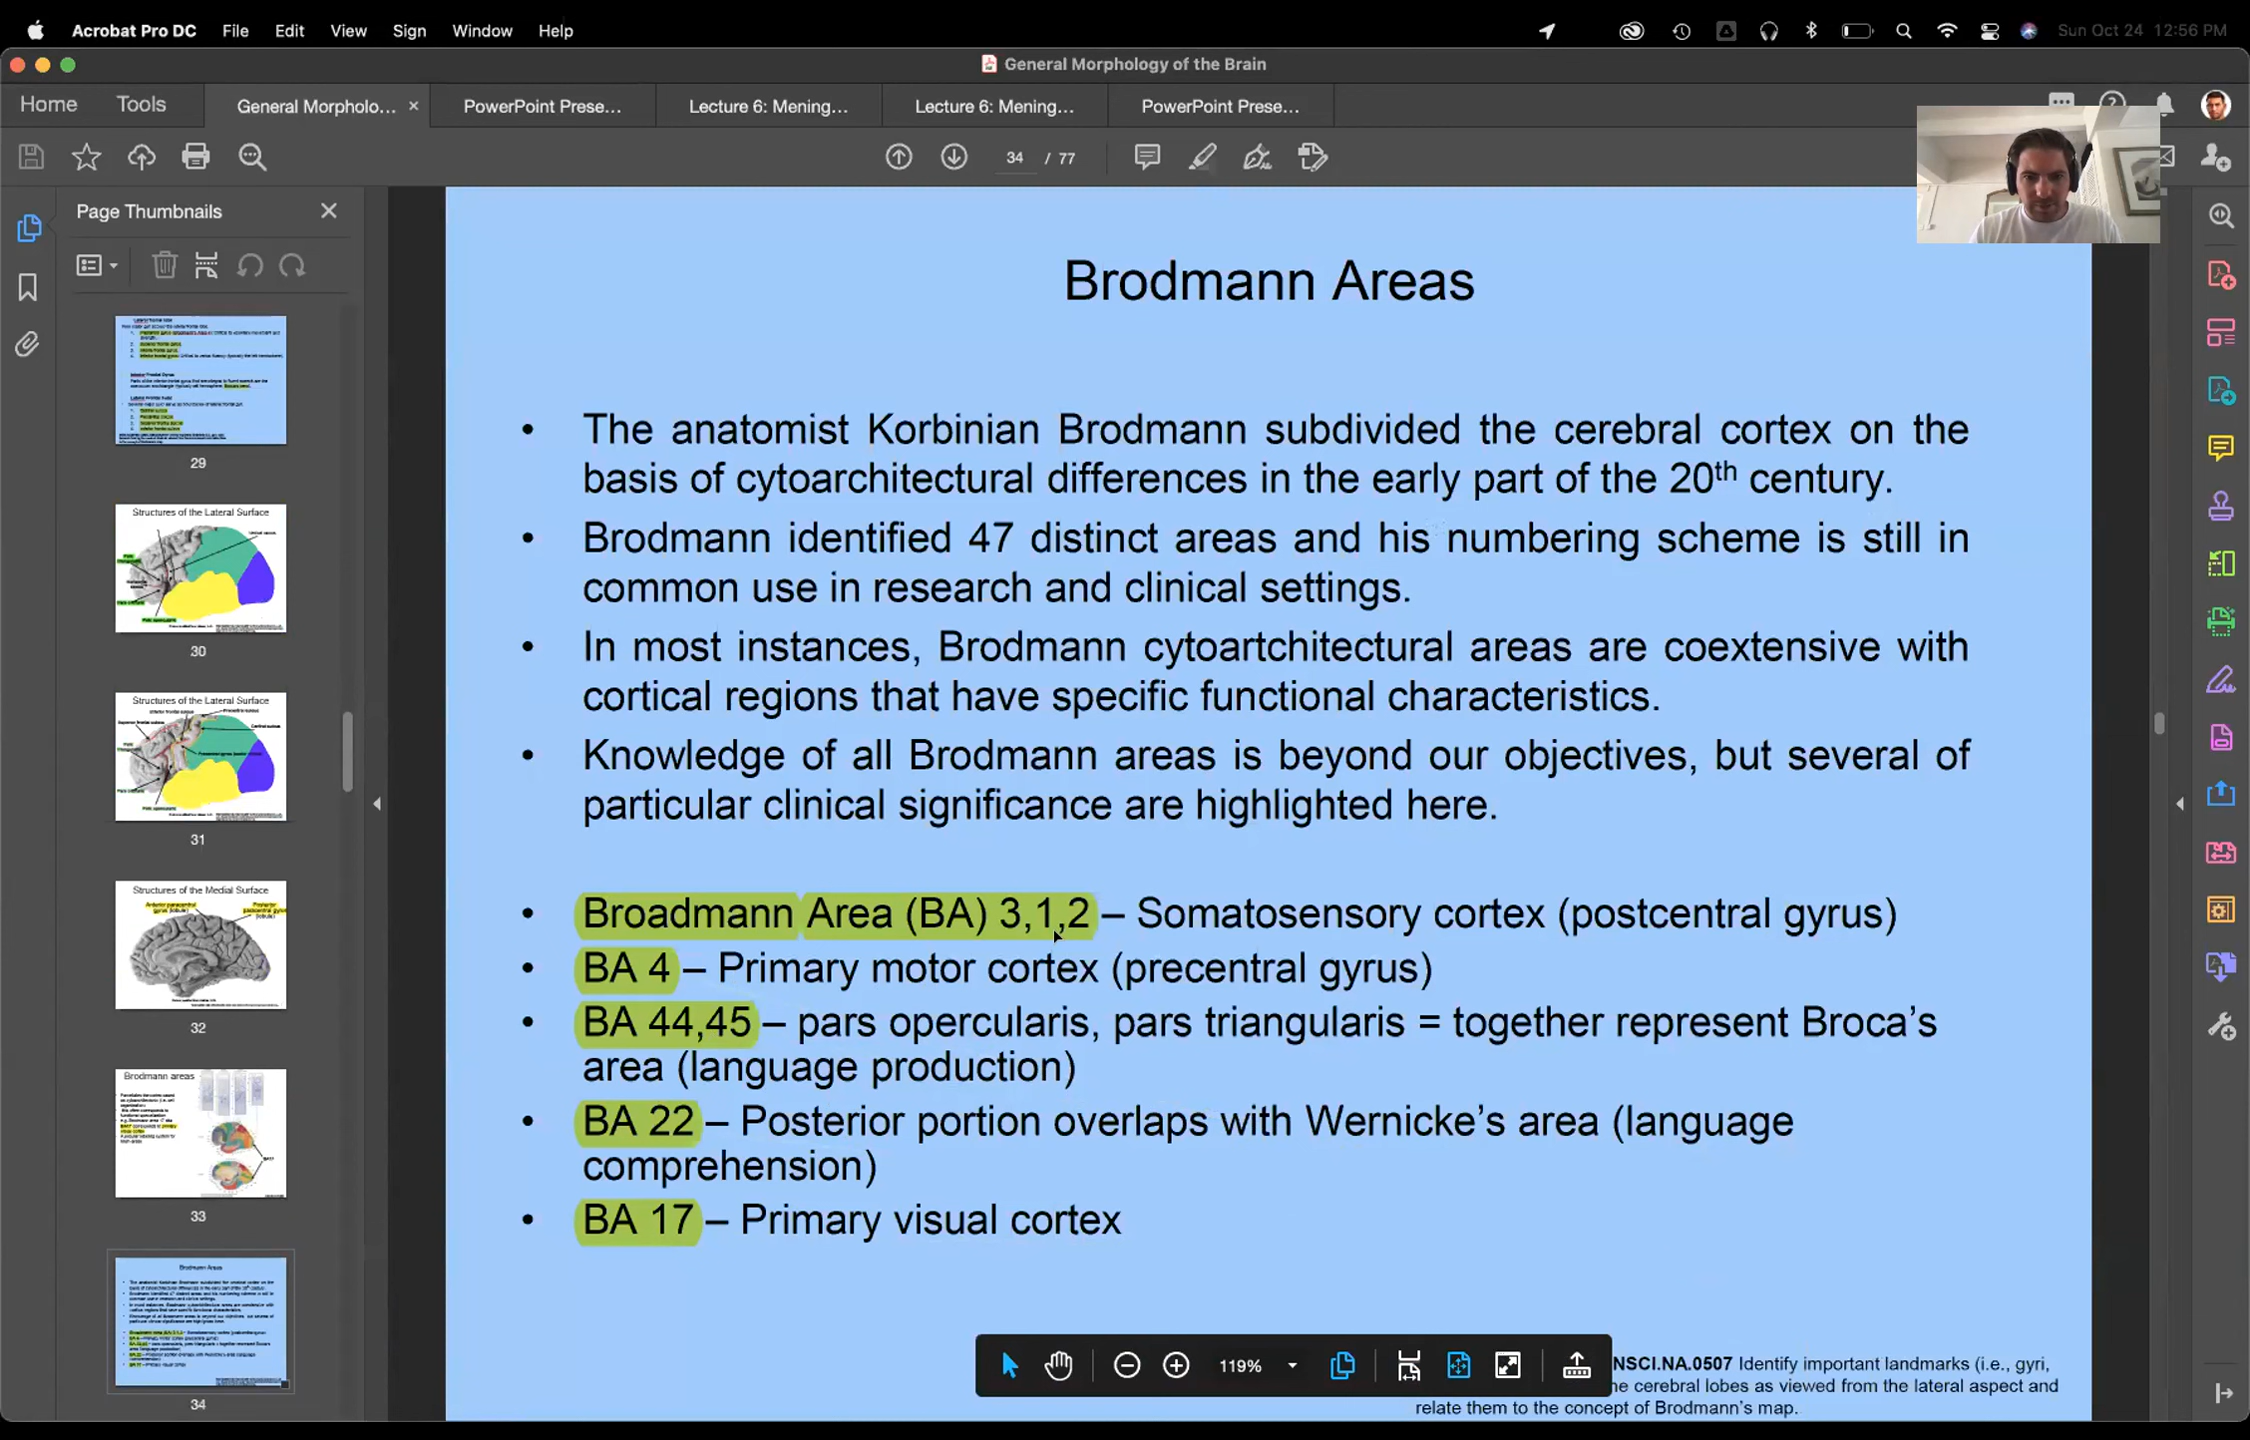 Acrobat Pro DC File Edit View Sign Window Help Sun Oct 24 12:56 PM
General Morphology of the Brain
Home Tools General Morpholo... × PowerPoint Prese... Lecture 6: Mening... Lecture 6: Mening... PowerPoint Prese...
34 / 77
Page Thumbnails
29
Structures of the Lateral Surface
30
Structures of the Lateral Surface
31
Structures of the Medial Surface
Anterior paracentral
gyrus (lobule)
Posterior
paracentral gyrus
(lobule)
32
Brodmann areas
33
Brodmann Areas
34
Brodmann Areas
• The anatomist Korbinian Brodmann subdivided the cerebral cortex on the
basis of cytoarchitectural differences in the early part of the 20th century.
• Brodmann identified 47 distinct areas and his numbering scheme is still in
common use in research and clinical settings.
• In most instances, Brodmann cytoartchitectural areas are coextensive with
cortical regions that have specific functional characteristics.
• Knowledge of all Brodmann areas is beyond our objectives, but several of
particular clinical significance are highlighted here.
• Broadmann Area (BA) 3,1,2 – Somatosensory cortex (postcentral gyrus)
• BA 4 – Primary motor cortex (precentral gyrus)
• BA 44,45 – pars opercularis, pars triangularis = together represent Broca's
area (language production)
• BA 22 – Posterior portion overlaps with Wernicke's area (language
comprehension)
• BA 17 – Primary visual cortex
119%
NSCI.NA.0507 Identify important landmarks (i.e., gyri,
cerebral lobes as viewed from the lateral aspect and
relate them to the concept of Brodmann's map.